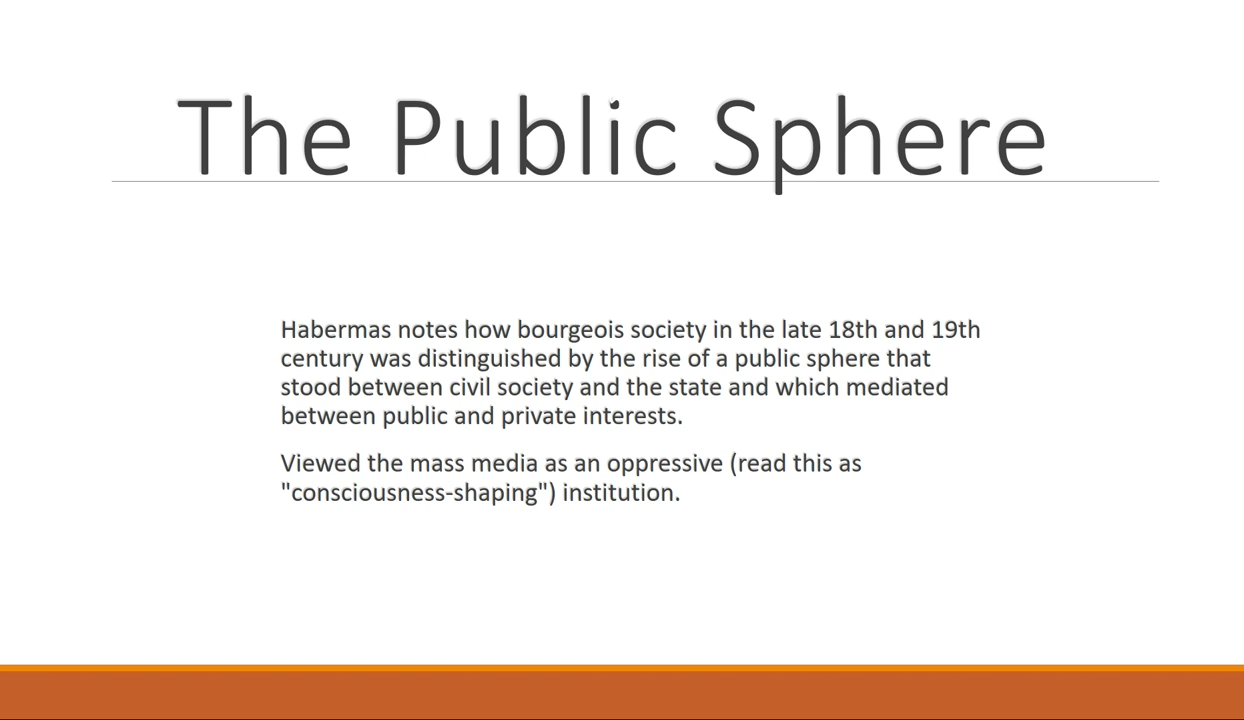 The Public Sphere
Habermas notes how bourgeois society in the late 18th and 19th
century was distinguished by the rise of a public sphere that
stood between civil society and the state and which mediated
between public and private interests.
Viewed the mass media as an oppressive (read this as
"consciousness-shaping") institution.